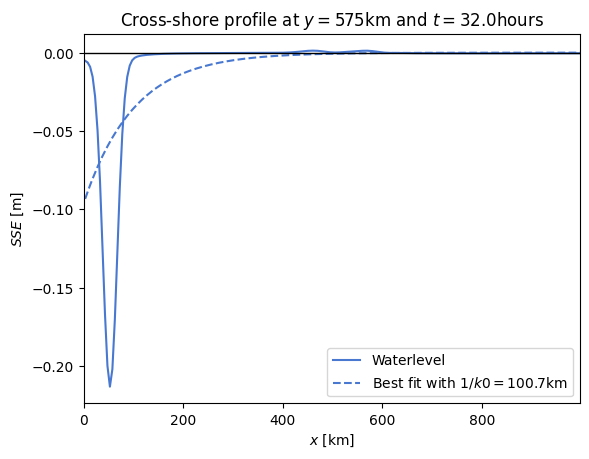 Cross-shore profile at y = 575km and t = 32.0hours
0.00
−0.05
−0.10
−0.15
−0.20
SSE [m]
Waterlevel
Best fit with 1/k0 = 100.7km
0 200 400 600 800
x [km]